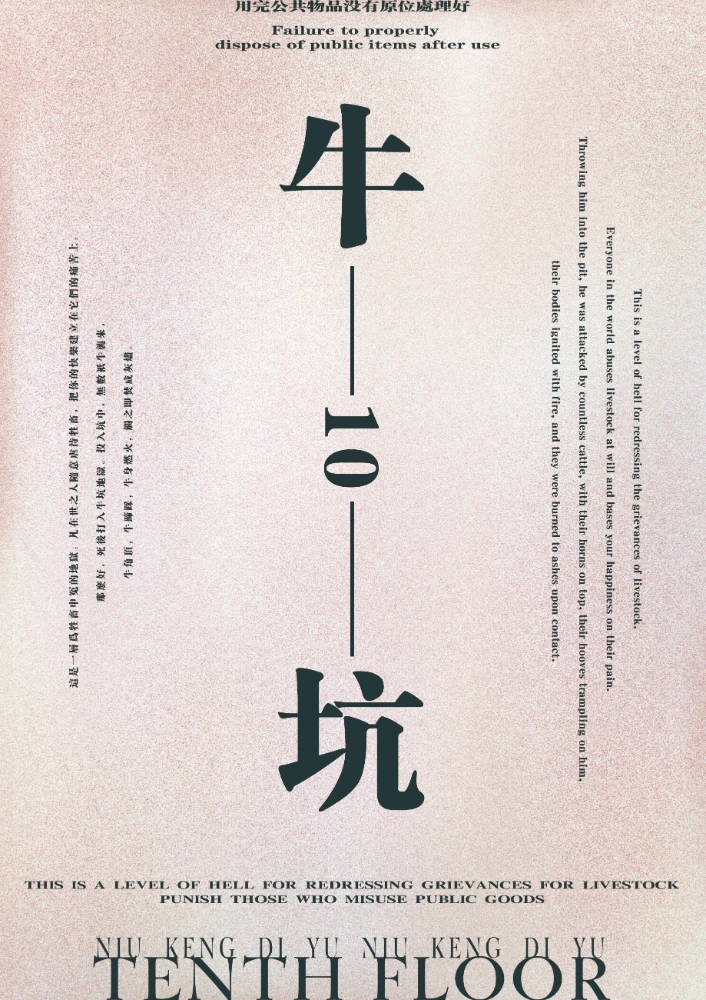 用完公共物品没有原位處理好
Failure to properly
dispose of public items after use
牛
10
坑
This is a level of hell for redressing the grievances of livestock.
Everyone in the world abuses livestock at will and bases your happiness on their pain.
Throwing him into the pit, he was attacked by countless cattle, with their horns on top, their hooves trampling on him,
their bodies ignited with fire, and they were burned to ashes upon contact.
這是一層爲牲畜申冤的地獄。凡在世之人隨意虐待牲畜，把你的快樂建立在它們的痛苦上，
那麽好，死後打入牛坑地獄。投入坑中，無數衹牛襲來，
牛角頂，牛蹄踩，牛身燃火，觸之即焚成灰燼。
THIS IS A LEVEL OF HELL FOR REDRESSING GRIEVANCES FOR LIVESTOCK
PUNISH THOSE WHO MISUSE PUBLIC GOODS
NIU KENG DI YU NIU KENG DI YU
TENTH FLOOR